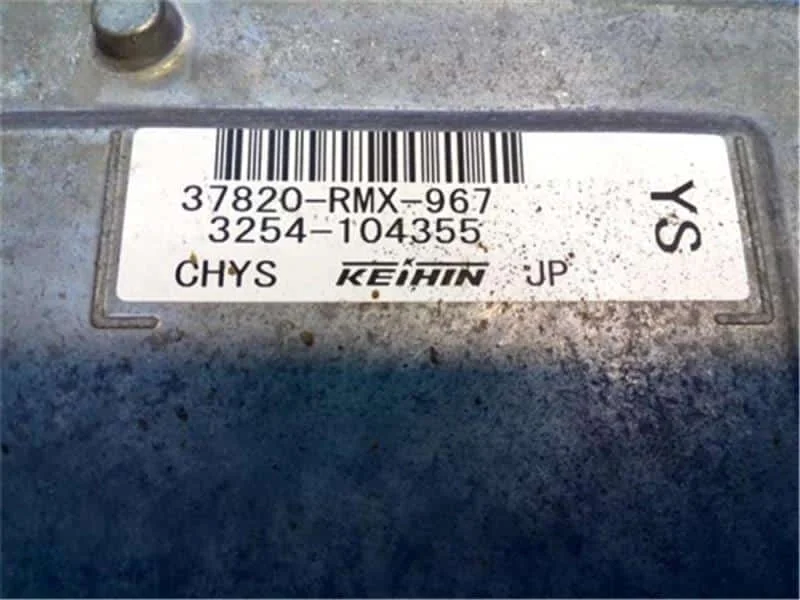 37820-RMX-967
3254-104355
CHYS KEIHIN JP
YS